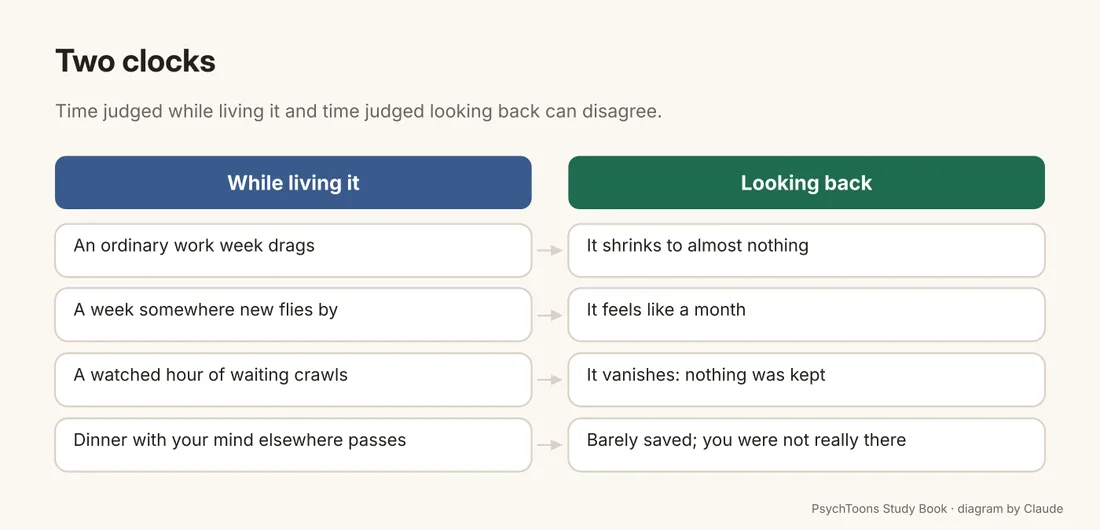 Two clocks
Time judged while living it and time judged looking back can disagree.
While living it
Looking back
An ordinary work week drags
It shrinks to almost nothing
A week somewhere new flies by
It feels like a month
A watched hour of waiting crawls
It vanishes: nothing was kept
Dinner with your mind elsewhere passes
Barely saved; you were not really there
PsychToons Study Book · diagram by Claude